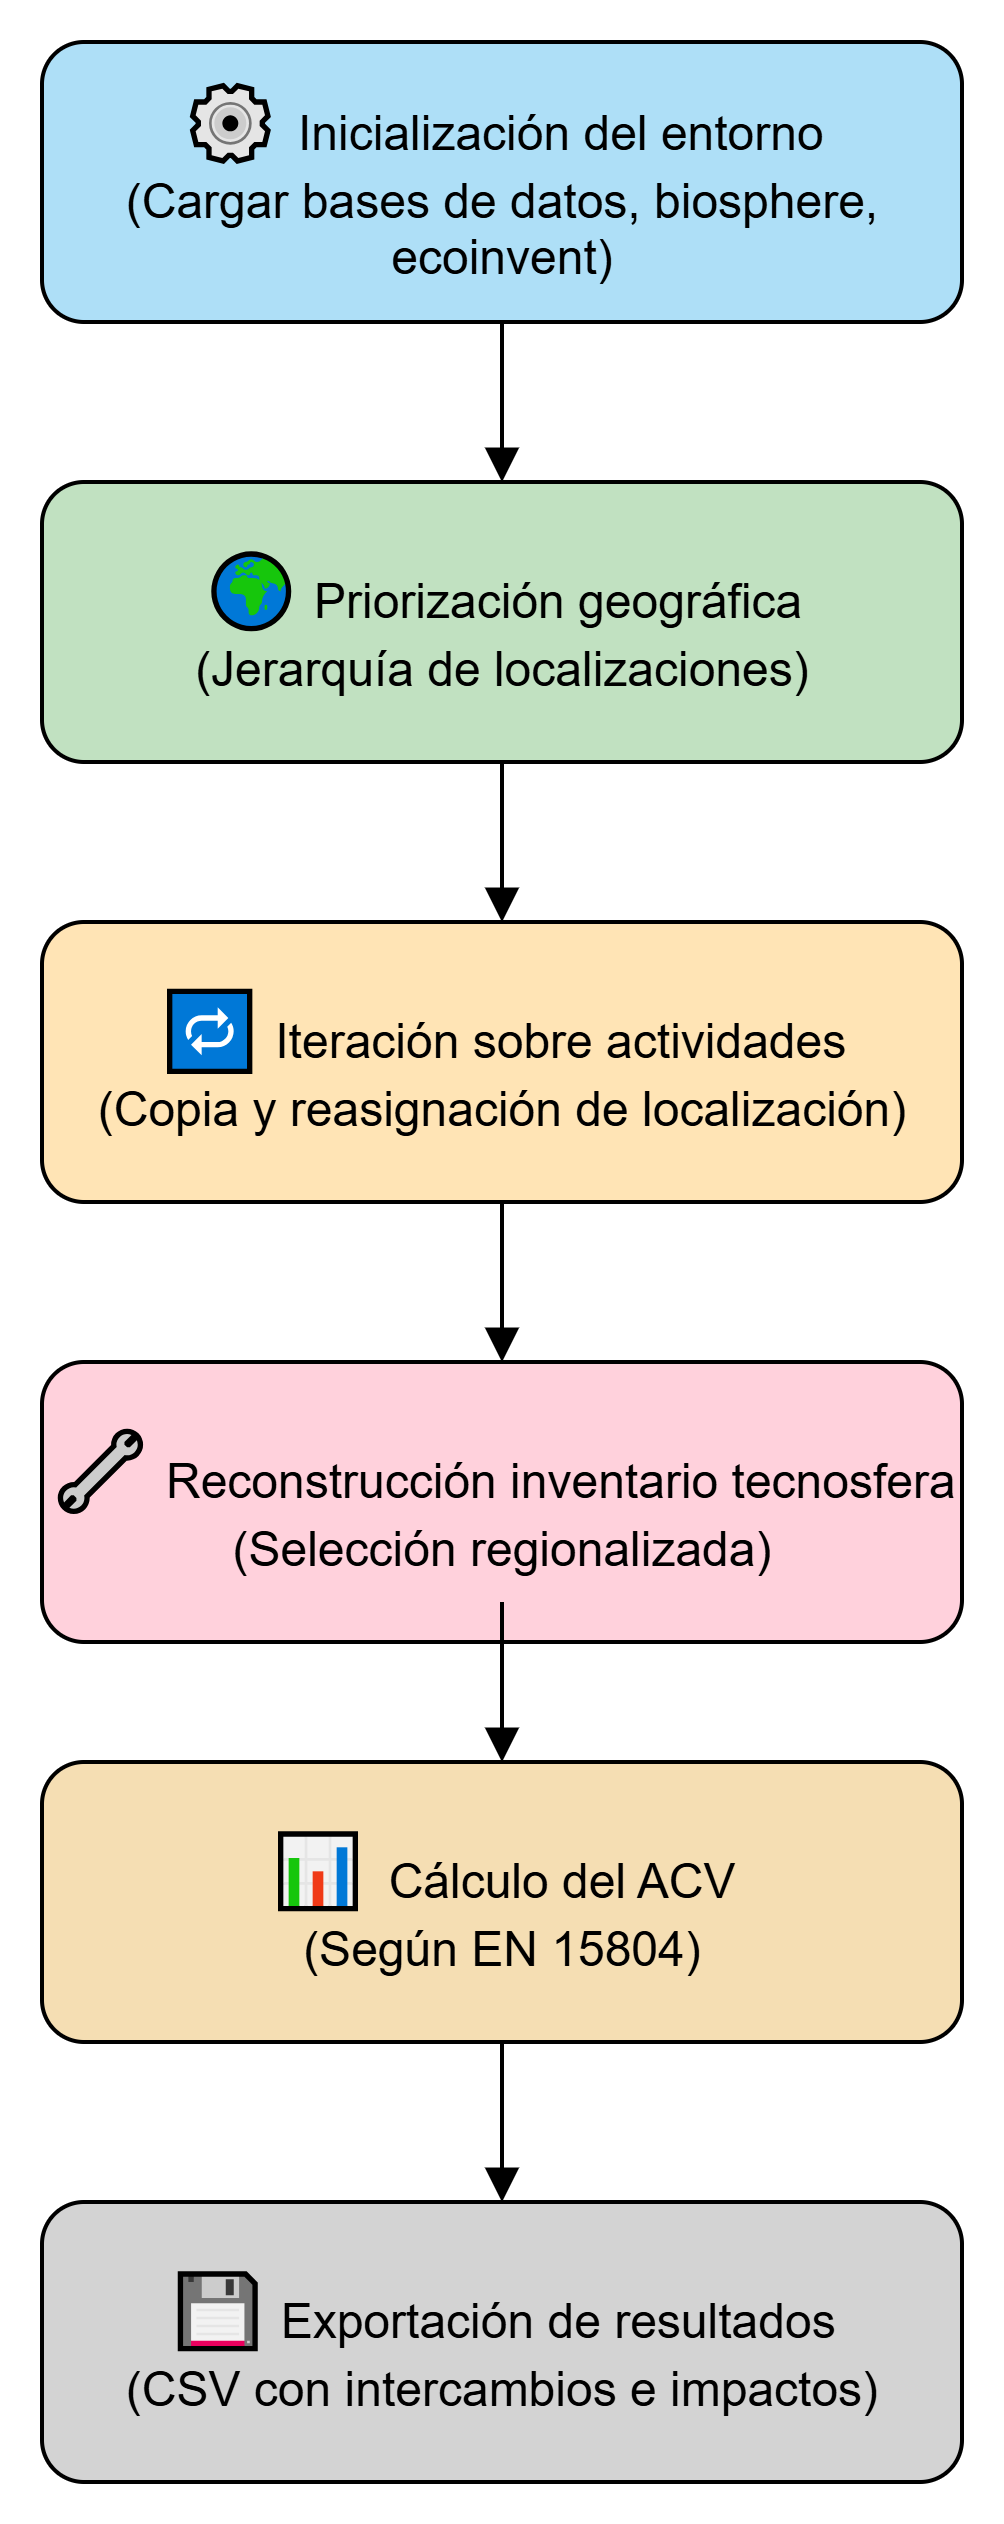 Inicialización del entorno
(Cargar bases de datos, biosphere,
ecoinvent)
Priorización geográfica
(Jerarquía de localizaciones)
Iteración sobre actividades
(Copia y reasignación de localización)
Reconstrucción inventario tecnosfera
(Selección regionalizada)
Cálculo del ACV
(Según EN 15804)
Exportación de resultados
(CSV con intercambios e impactos)